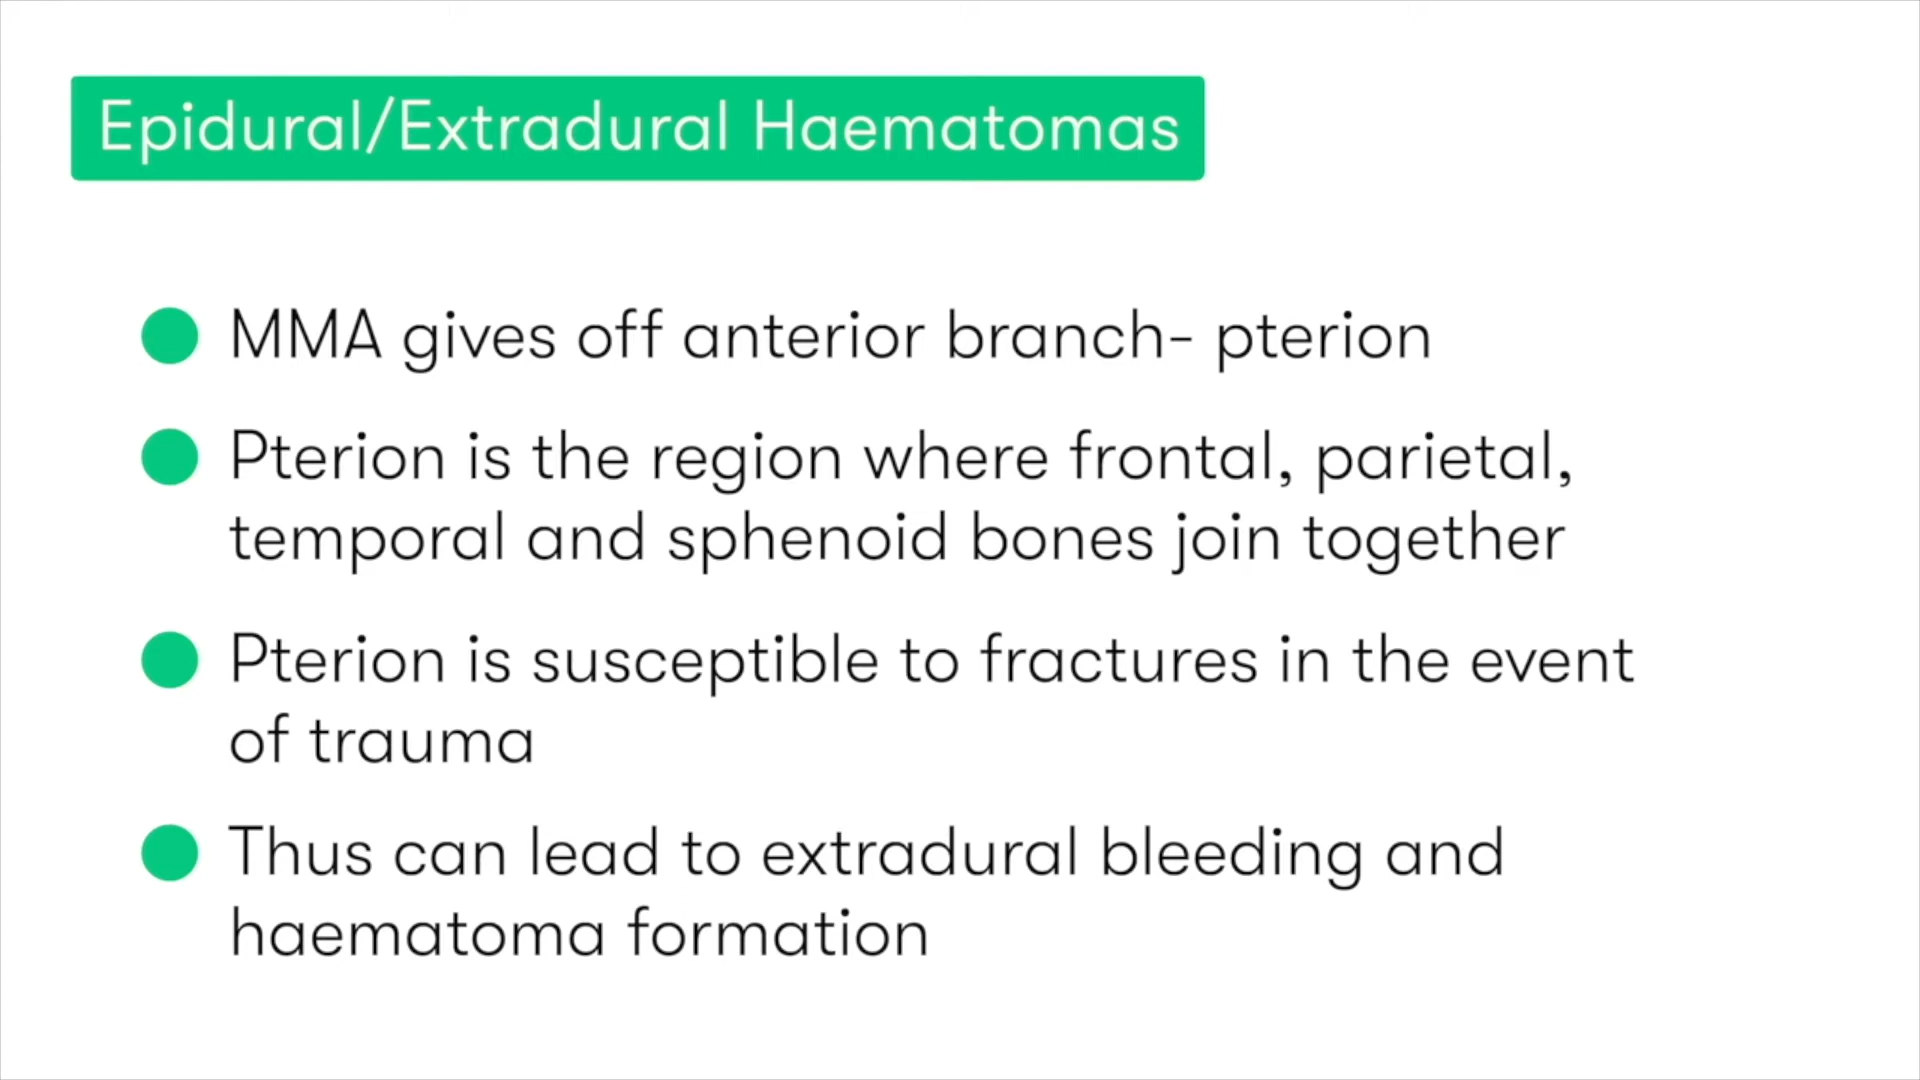 Epidural/Extradural Haematomas
MMA gives off anterior branch- pterion
Pterion is the region where frontal, parietal,
temporal and sphenoid bones join together
Pterion is susceptible to fractures in the event
of trauma
Thus can lead to extradural bleeding and
haematoma formation